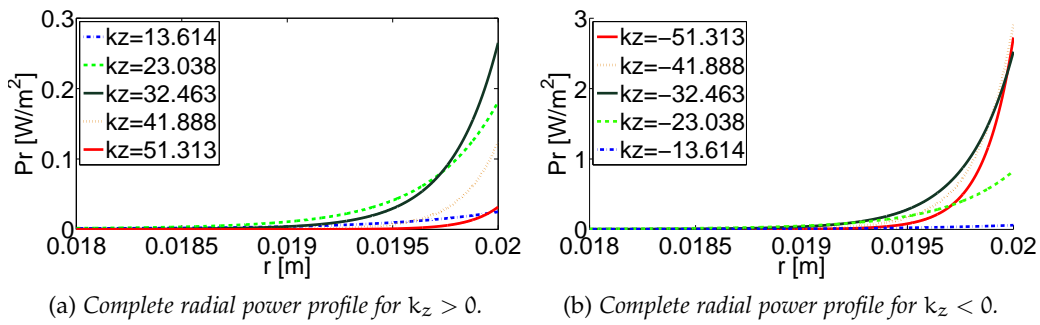 0.3
0.2
0.1
0
Pr [W/m²]
kz=13.614
kz=23.038
kz=32.463
kz=41.888
kz=51.313
0.018
0.0185
0.019
0.0195
0.02
r [m]
(a) Complete radial power profile for k_z > 0.
3
2
1
0
Pr [W/m²]
kz=−51.313
kz=−41.888
kz=−32.463
kz=−23.038
kz=−13.614
0.018
0.0185
0.019
0.0195
0.02
r [m]
(b) Complete radial power profile for k_z < 0.